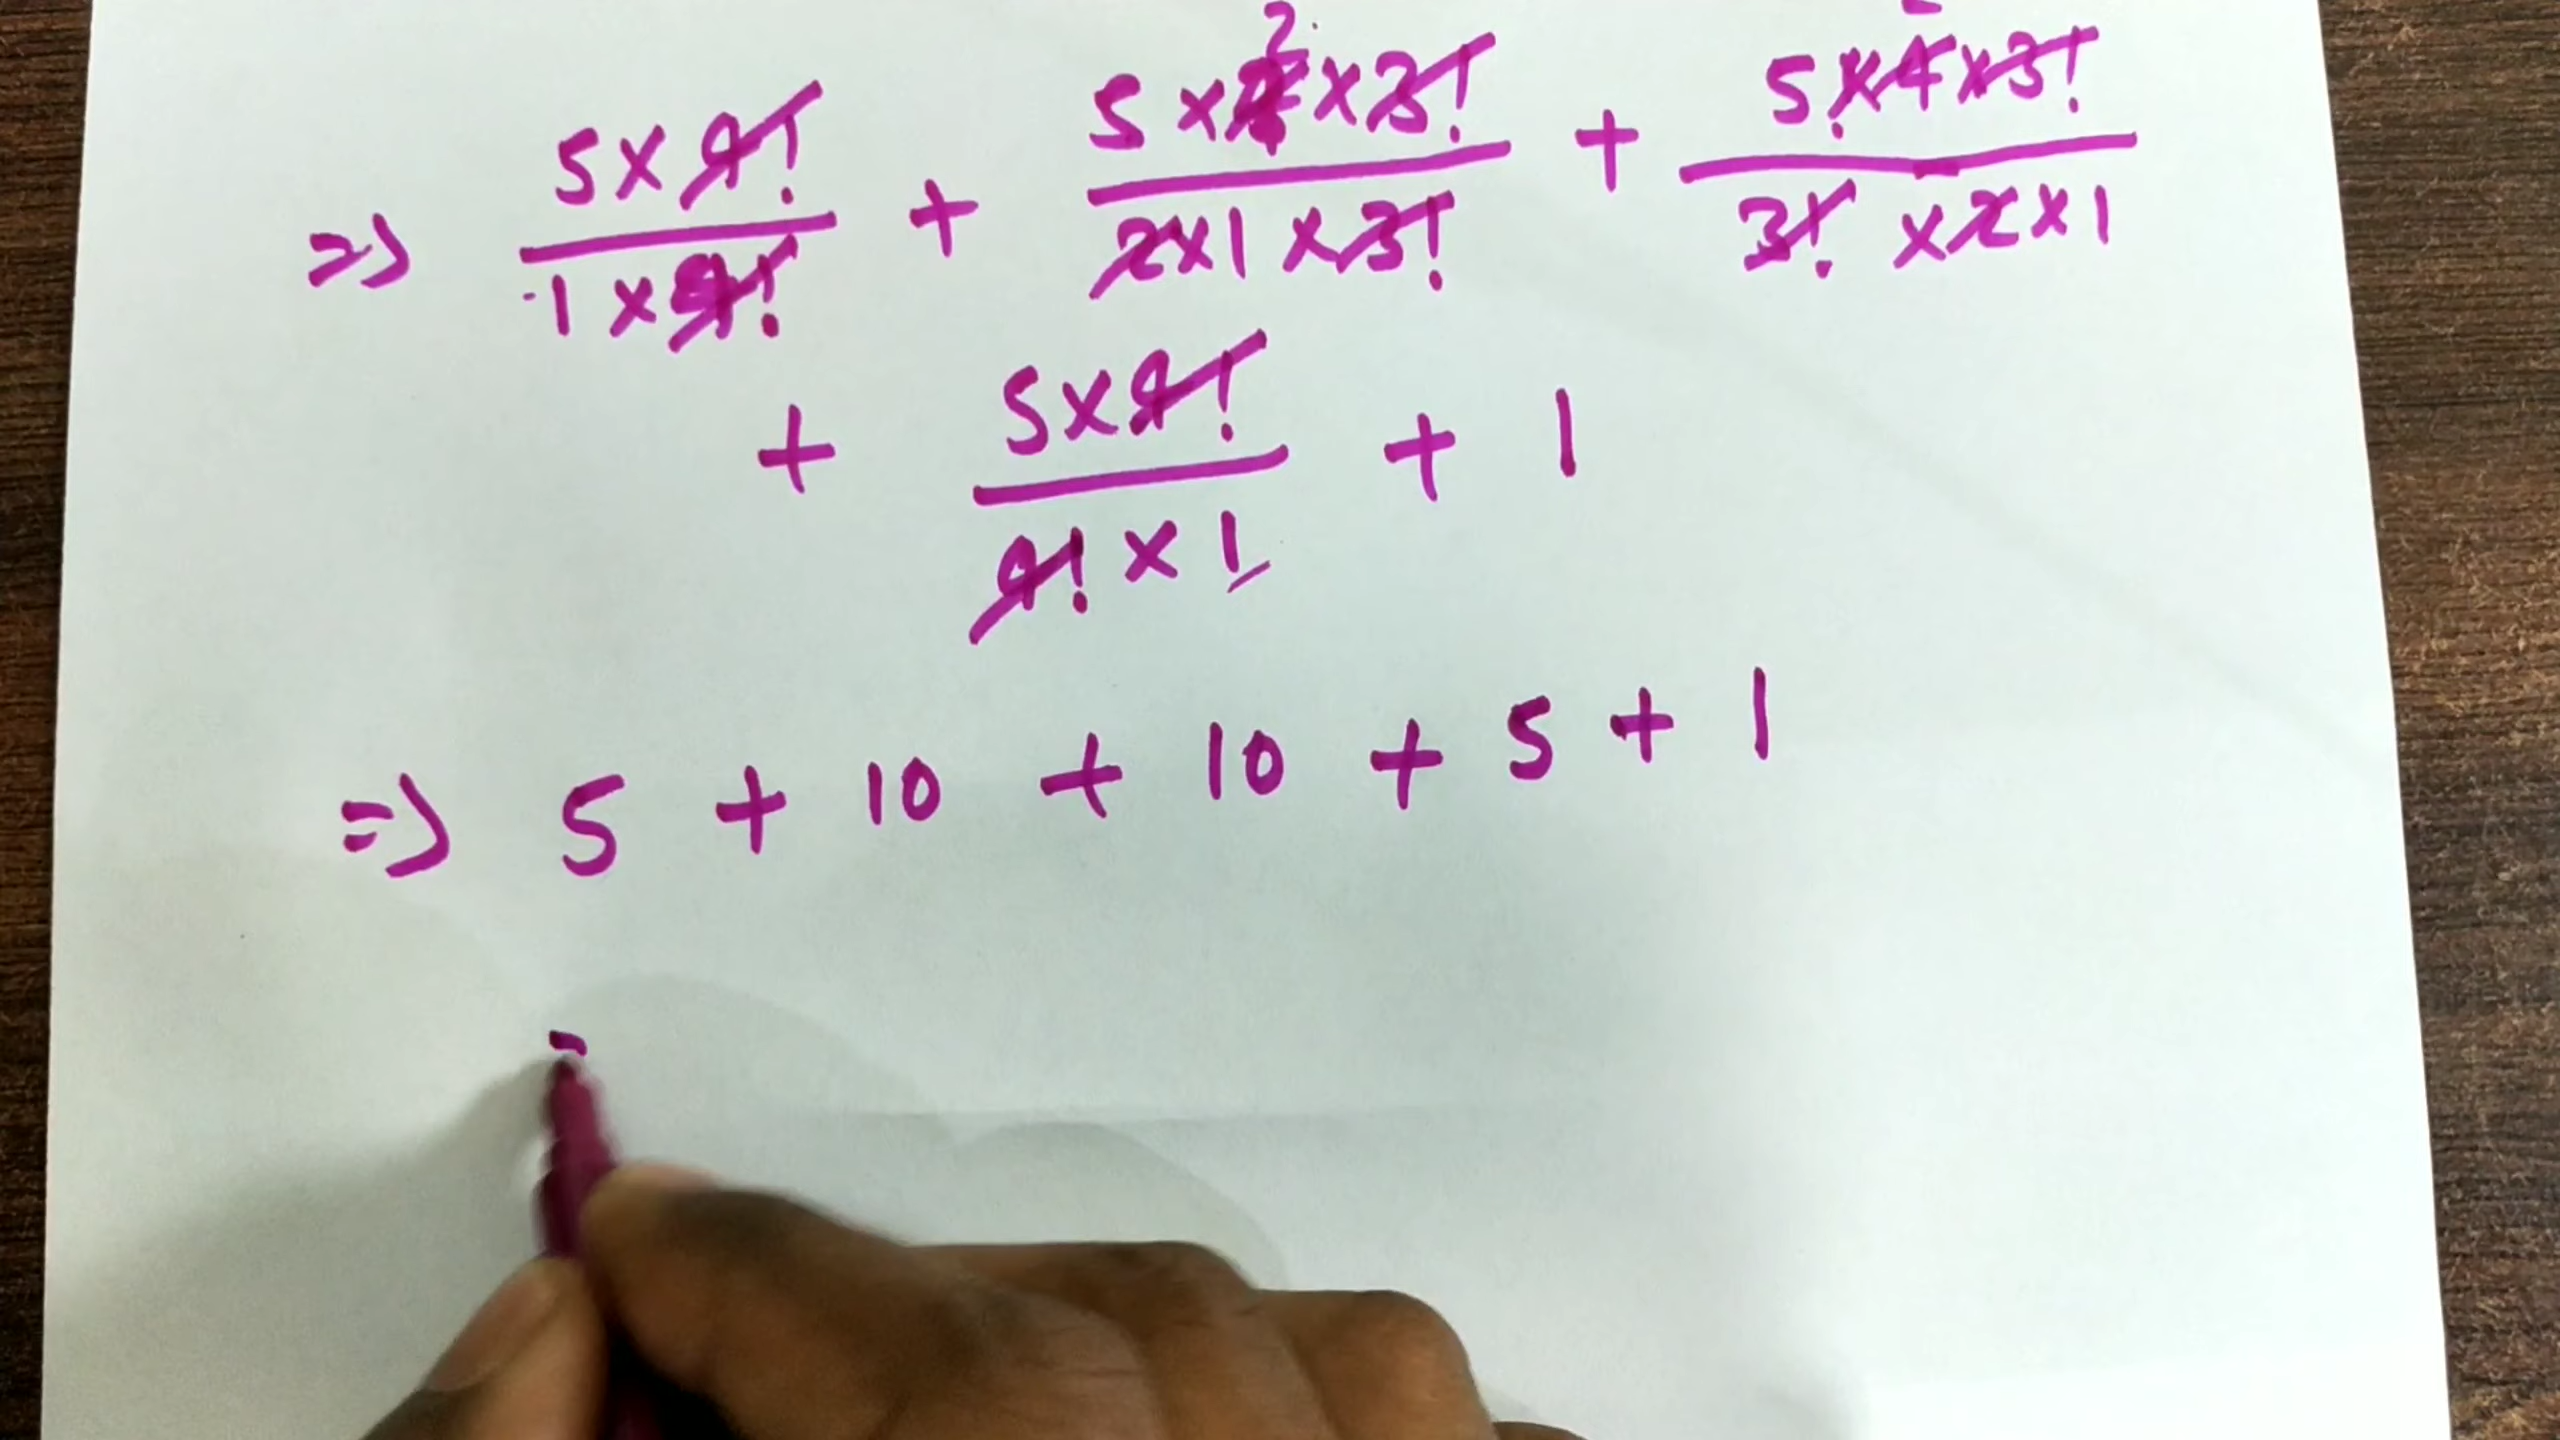 => 5 x 4! / 1 x 4! + 5 x 4 2 x 3! / 2 x 1 x 3! + 5 x 4 x 3! / 3! x 2 x 1
+ 5 x 4! / 4! x 1 + 1
=> 5 + 10 + 10 + 5 + 1